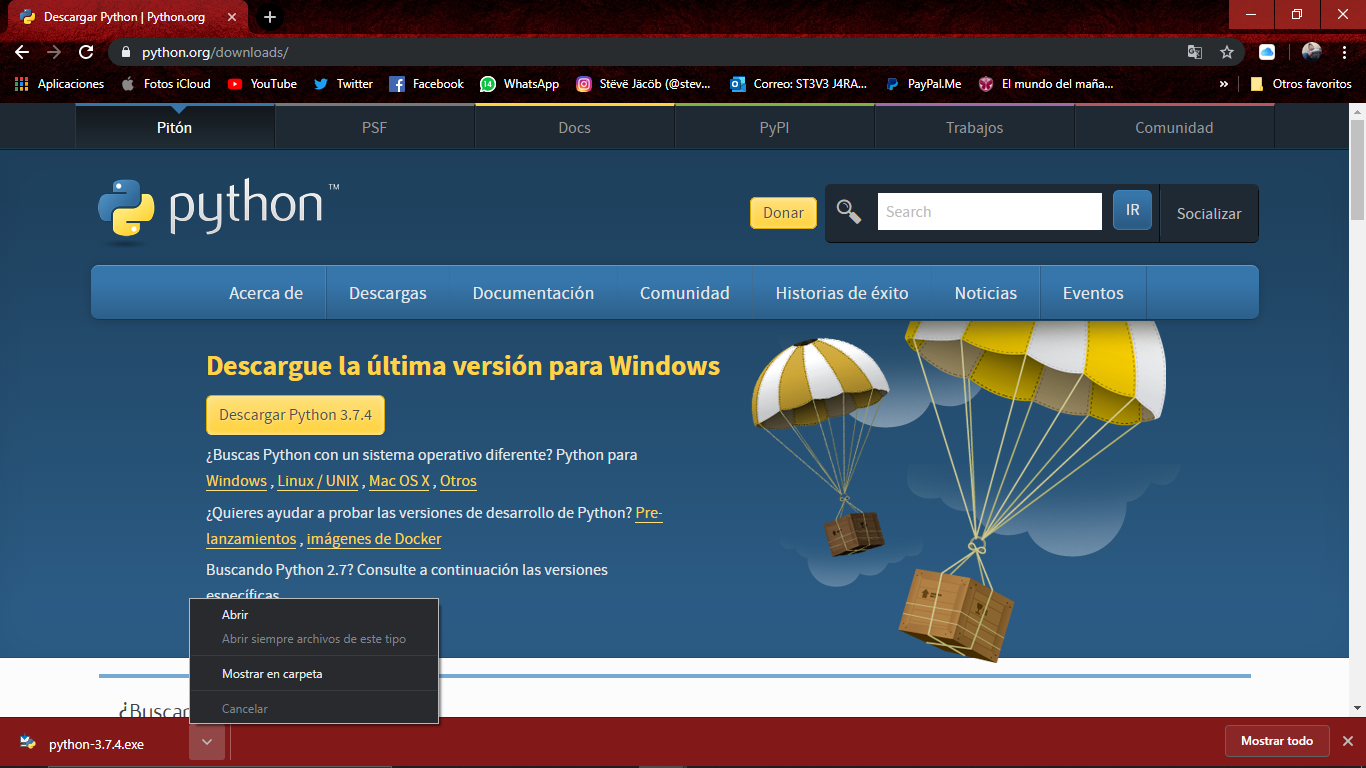 Descargar Python | Python.org
python.org/downloads/
Aplicaciones
Fotos iCloud
YouTube
Twitter
Facebook
14
WhatsApp
Stëvë Jäcöb (@stev...
Correo: ST3V3 J4RA...
PayPal.Me
El mundo del maña...
»
Otros favoritos
Pitón
PSF
Docs
PyPI
Trabajos
Comunidad
python™
Donar
Search
IR
Socializar
Acerca de
Descargas
Documentación
Comunidad
Historias de éxito
Noticias
Eventos
Descargue la última versión para Windows
Descargar Python 3.7.4
¿Buscas Python con un sistema operativo diferente? Python para
Windows , Linux / UNIX , Mac OS X , Otros
¿Quieres ayudar a probar las versiones de desarrollo de Python? Pre-
lanzamientos , imágenes de Docker
Buscando Python 2.7? Consulte a continuación las versiones
específicas
Abrir
Abrir siempre archivos de este tipo
Mostrar en carpeta
Cancelar
¿Buscan
python-3.7.4.exe
Mostrar todo